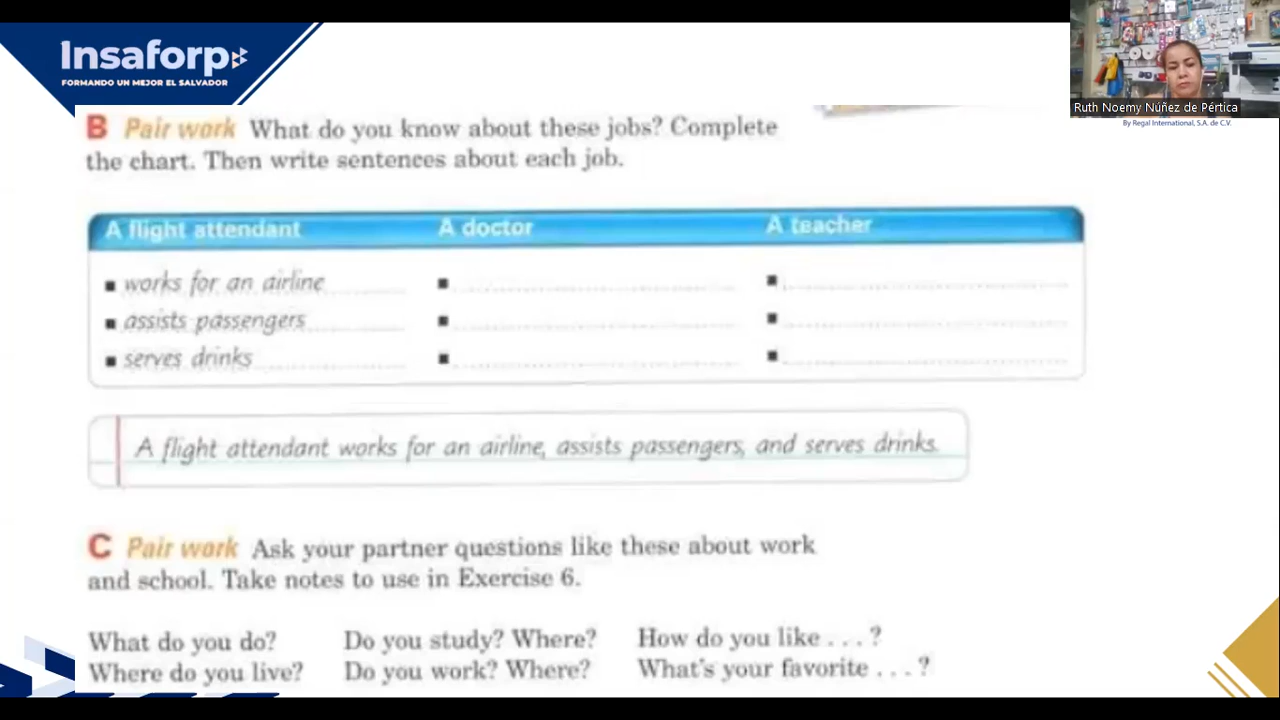 Insaforp
FORMANDO UN MEJOR EL SALVADOR
Ruth Noemy Núñez de Pértica
By Regal International, S.A. de C.V.
B Pair work What do you know about these jobs? Complete
the chart. Then write sentences about each job.
A flight attendant A doctor A teacher
works for an airline
assists passengers
serves drinks
A flight attendant works for an airline, assists passengers, and serves drinks.
C Pair work Ask your partner questions like these about work
and school. Take notes to use in Exercise 6.
What do you do? Do you study? Where? How do you like . . . ?
Where do you live? Do you work? Where? What's your favorite . . . ?